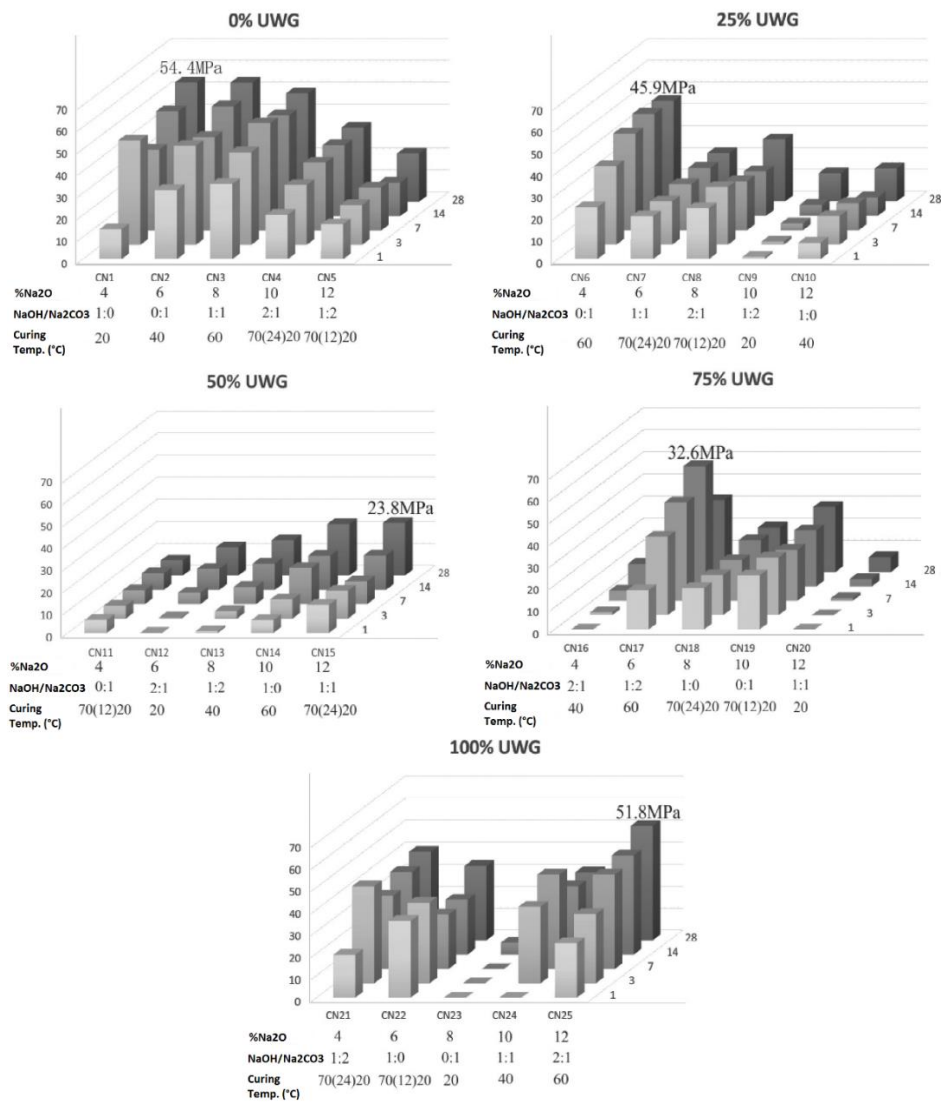 0% UWG
54.4MPa
70
60
50
40
30
20
10
0
28
14
7
3
1
CN1 CN2 CN3 CN4 CN5
%Na2O 4 6 8 10 12
NaOH/Na2CO3 1:0 0:1 1:1 2:1 1:2
Curing
Temp. (°C) 20 40 60 70(24)20 70(12)20
25% UWG
45.9MPa
70
60
50
40
30
20
10
0
28
14
7
3
1
CN6 CN7 CN8 CN9 CN10
%Na2O 4 6 8 10 12
NaOH/Na2CO3 0:1 1:1 2:1 1:2 1:0
Curing
Temp. (°C) 60 70(24)20 70(12)20 20 40
50% UWG
23.8MPa
70
60
50
40
30
20
10
0
28
14
7
3
1
CN11 CN12 CN13 CN14 CN15
%Na2O 4 6 8 10 12
NaOH/Na2CO3 0:1 2:1 1:2 1:0 1:1
Curing
Temp. (°C) 70(12)20 20 40 60 70(24)20
75% UWG
32.6MPa
70
60
50
40
30
20
10
0
28
14
7
3
1
CN16 CN17 CN18 CN19 CN20
%Na2O 4 6 8 10 12
NaOH/Na2CO3 2:1 1:2 1:0 0:1 1:1
Curing
Temp. (°C) 40 60 70(24)20 70(12)20 20
100% UWG
51.8MPa
70
60
50
40
30
20
10
0
28
14
7
3
1
CN21 CN22 CN23 CN24 CN25
%Na2O 4 6 8 10 12
NaOH/Na2CO3 1:2 1:0 0:1 1:1 2:1
Curing
Temp. (°C) 70(24)20 70(12)20 20 40 60